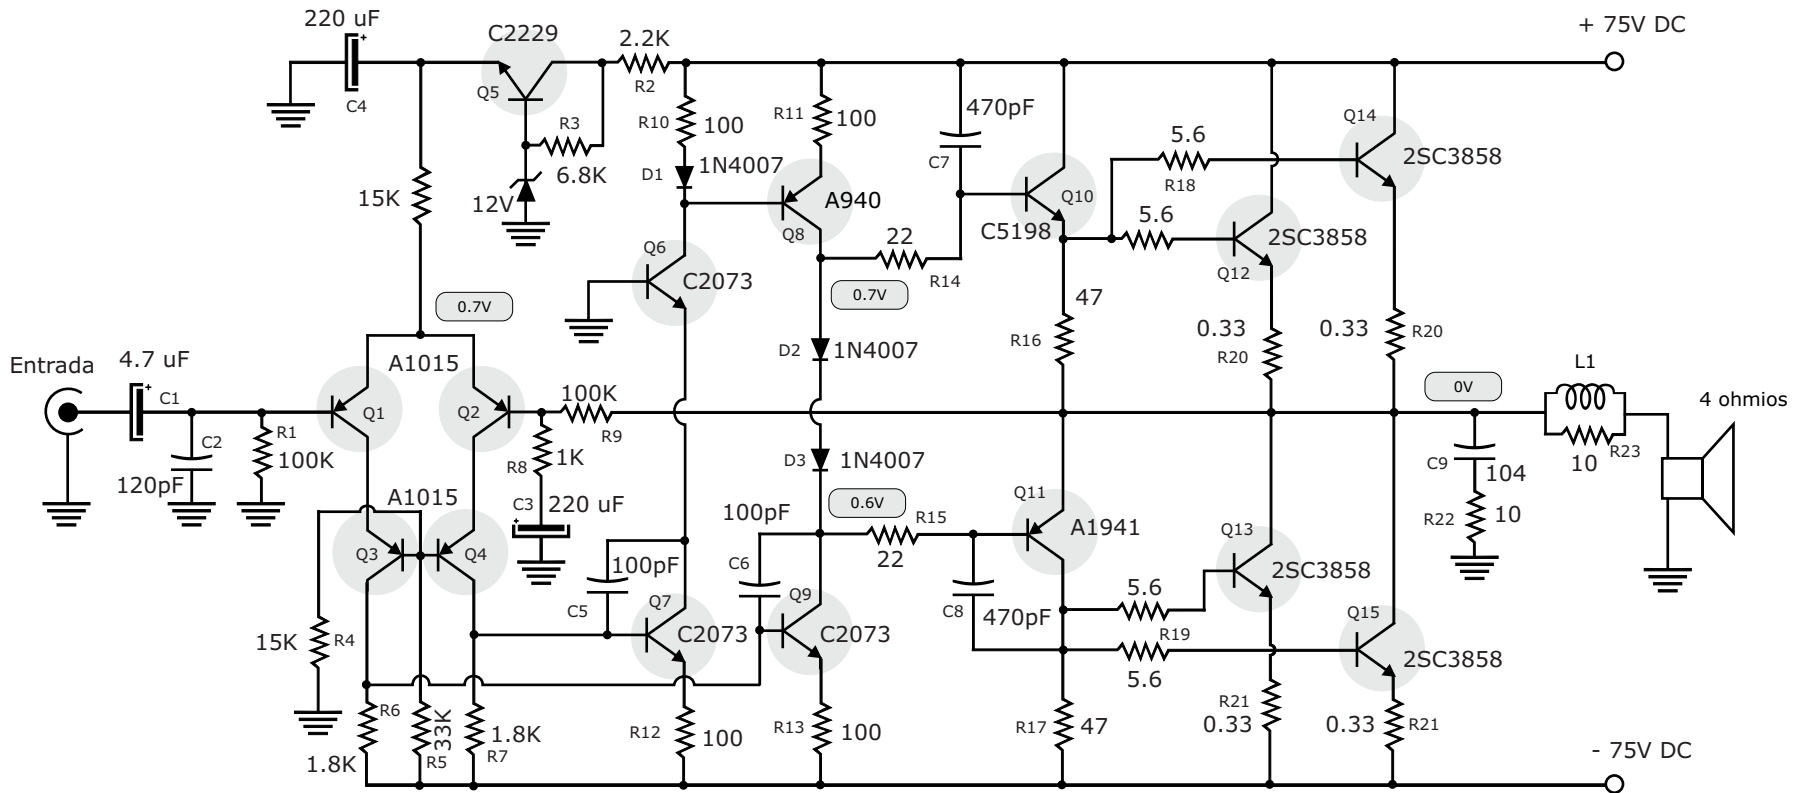 220 uF
C4
C2229
Q5
2.2K
R2
+ 75V DC
R3
6.8K
12V
15K
R10
100
R11
100
D1
1N4007
A940
Q8
470pF
C7
Q10
C5198
5.6
R18
5.6
Q14
2SC3858
2SC3858
Q12
Q6
C2073
22
R14
0.7V
0.7V
47
R16
0.33
R20
0.33
R20
D2
1N4007
Entrada
4.7 uF
C1
A1015
Q1
Q2
100K
R9
0V
L1
R23
10
4 ohmios
C2
120pF
R1
100K
R8
1K
C3
220 uF
D3
1N4007
0.6V
C9
104
R22
10
A1015
Q3
Q4
100pF
C5
100pF
C6
R15
22
Q11
A1941
Q13
2SC3858
C8
470pF
5.6
R19
5.6
Q15
2SC3858
Q7
C2073
Q9
C2073
15K
R4
R6
1.8K
33K
R5
1.8K
R7
R12
100
R13
100
R17
47
R21
0.33
0.33
R21
- 75V DC